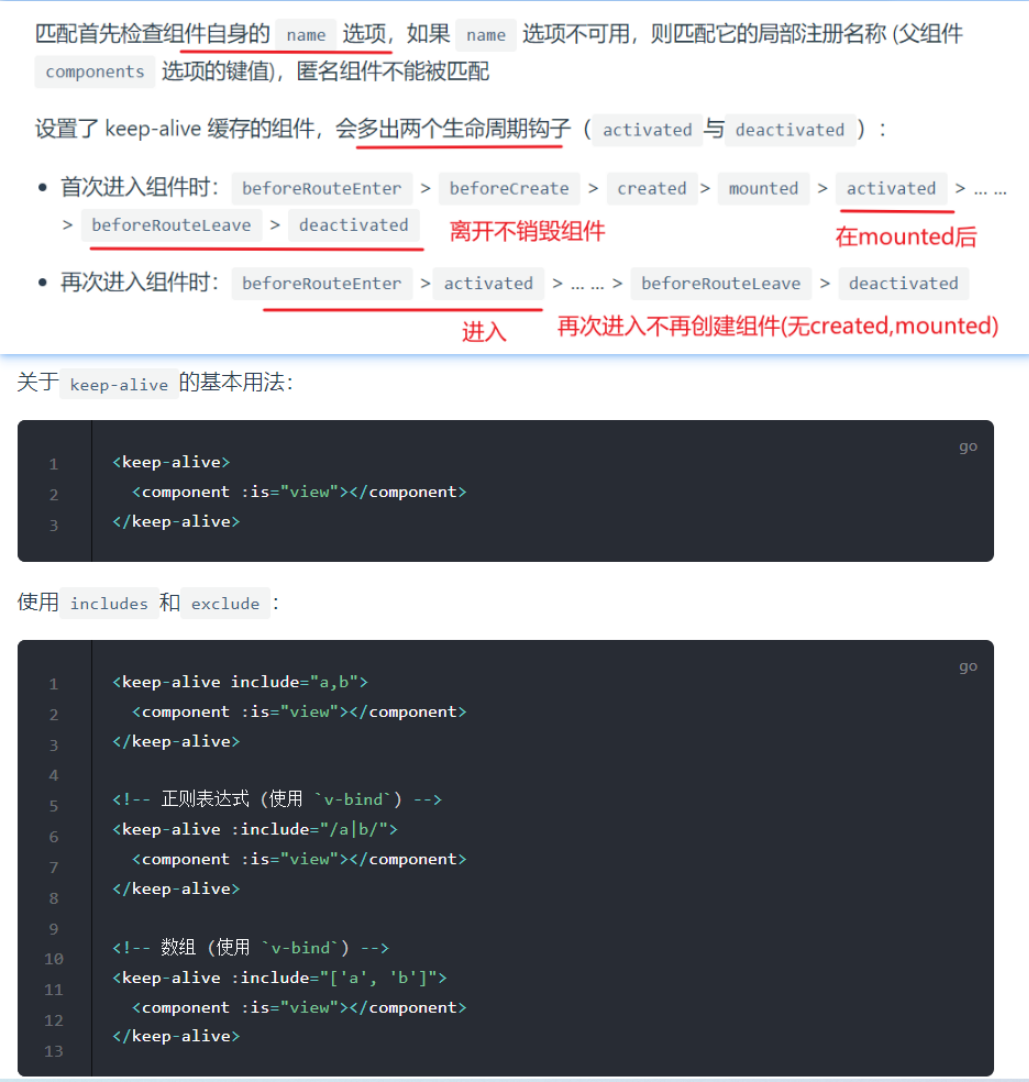 匹配首先检查组件自身的 name 选项，如果 name 选项不可用，则匹配它的局部注册名称 (父组件
components 选项的键值)，匿名组件不能被匹配
设置了 keep-alive 缓存的组件，会多出两个生命周期钩子（ activated 与 deactivated ）：
首次进入组件时： beforeRouteEnter > beforeCreate > created > mounted > activated > ... ...
> beforeRouteLeave > deactivated 离开不销毁组件
在mounted后
再次进入组件时： beforeRouteEnter > activated > ... ... > beforeRouteLeave > deactivated
进入 再次进入不再创建组件(无created,mounted)
关于 keep-alive 的基本用法：
go
1 <keep-alive>
2 <component :is="view"></component>
3 </keep-alive>
使用 includes 和 exclude ：
go
1 <keep-alive include="a,b">
2 <component :is="view"></component>
3 </keep-alive>
4
5 <!-- 正则表达式 (使用 `v-bind`) -->
6 <keep-alive :include="/a|b/">
7 <component :is="view"></component>
8 </keep-alive>
9
10 <!-- 数组 (使用 `v-bind`) -->
11 <keep-alive :include="['a', 'b']">
12 <component :is="view"></component>
13 </keep-alive>